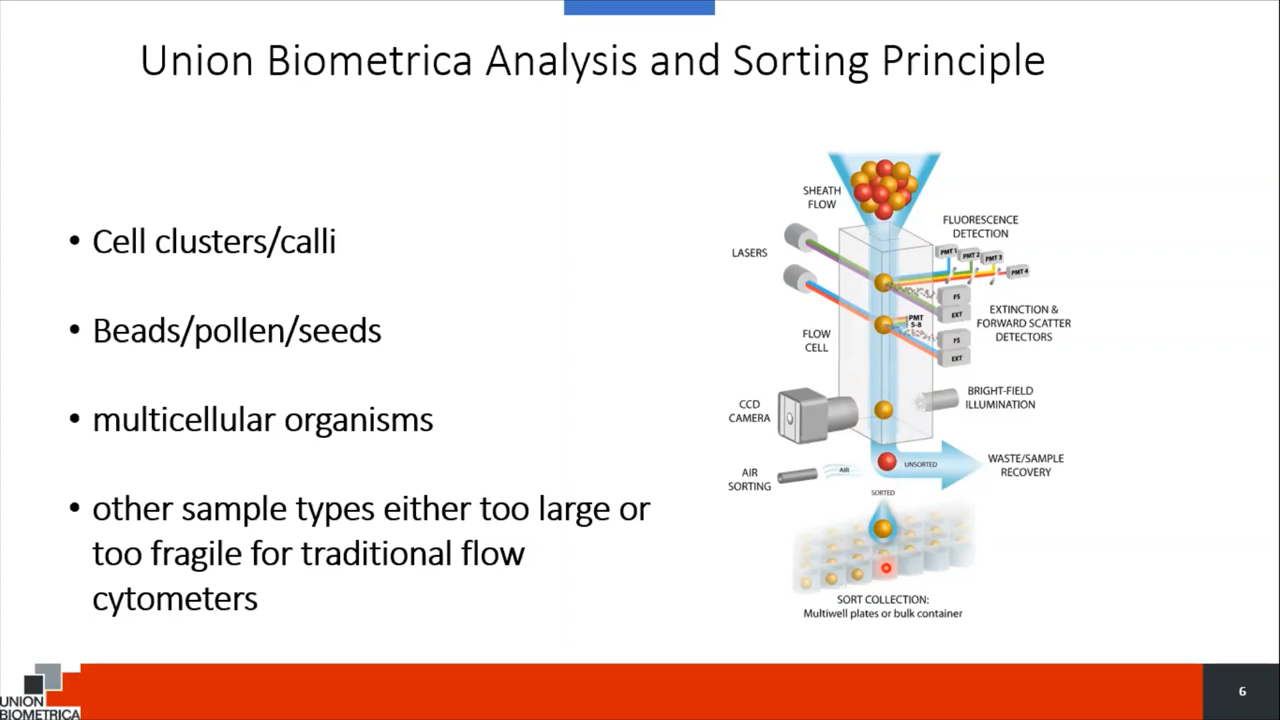 Union Biometrica Analysis and Sorting Principle
• Cell clusters/calli
• Beads/pollen/seeds
• multicellular organisms
• other sample types either too large or
too fragile for traditional flow
cytometers
SHEATH
FLOW
FLUORESCENCE
DETECTION
LASERS
PMT 1
PMT 2
PMT 3
PMT 4
FS
EXT
EXTINCTION &
FORWARD SCATTER
DETECTORS
PMT
5-8
FLOW
CELL
FS
EXT
CCD
CAMERA
BRIGHT-FIELD
ILLUMINATION
AIR
SORTING
AIR
UNSORTED
WASTE/SAMPLE
RECOVERY
SORTED
SORT COLLECTION:
Multiwell plates or bulk container
UNION
BIOMETRICA
6